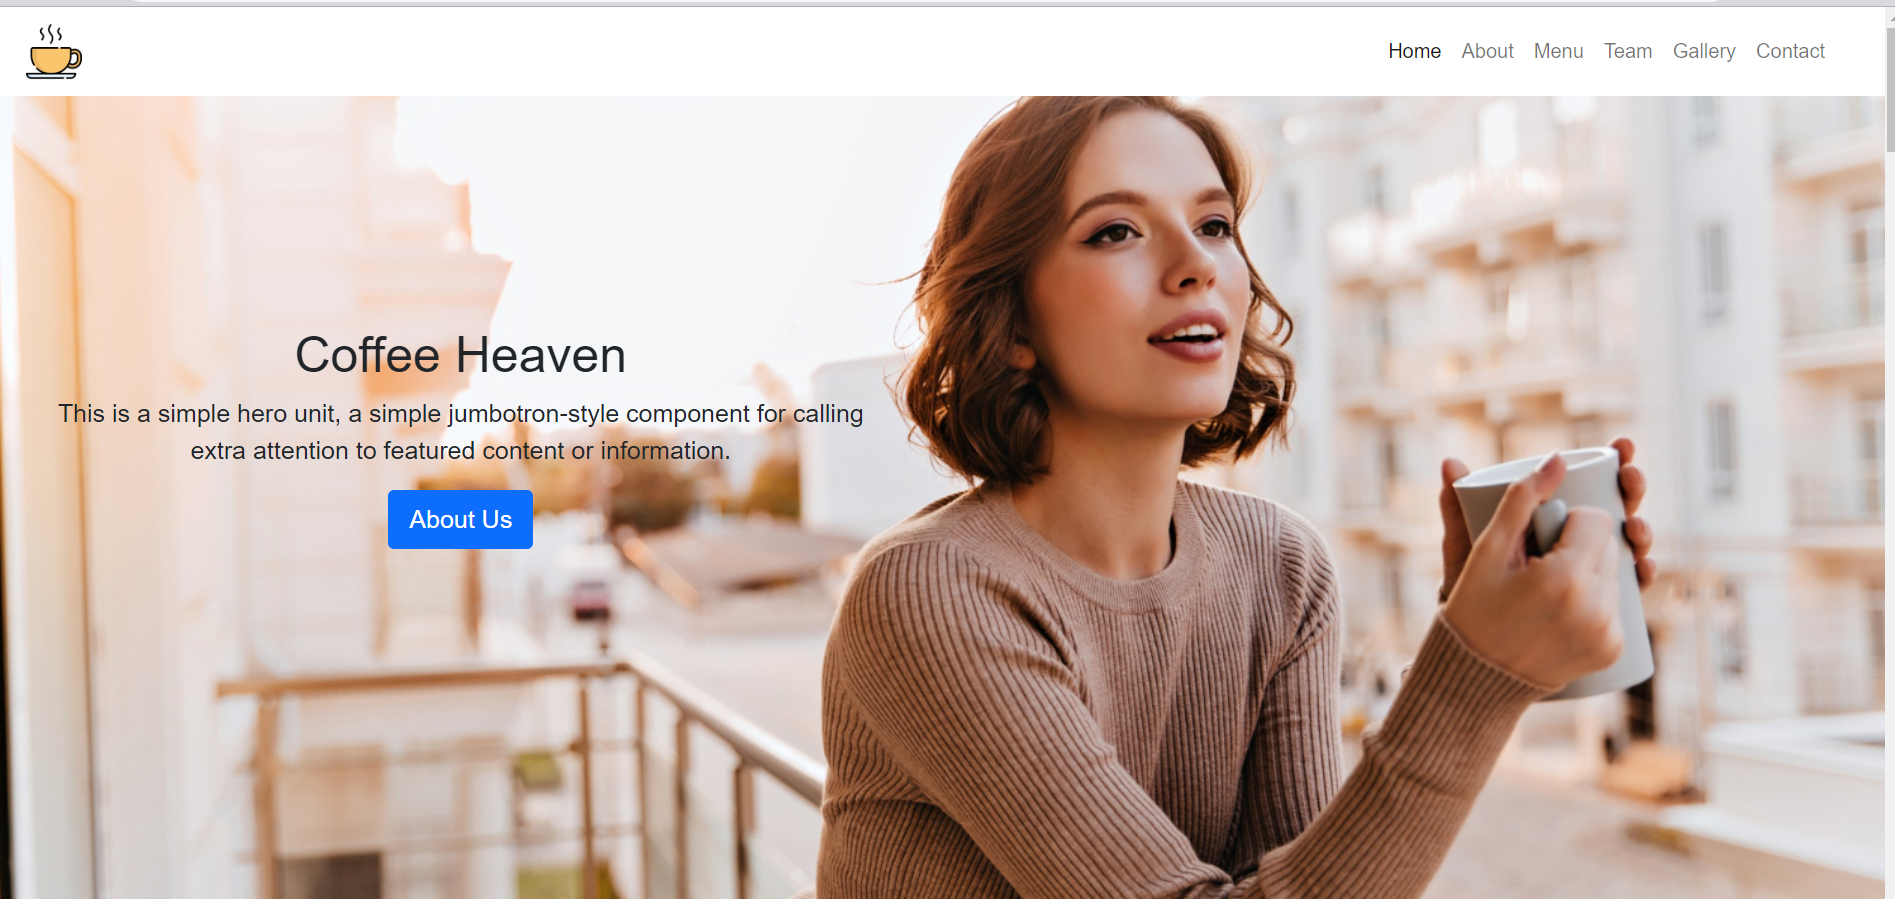 Home About Menu Team Gallery Contact
Coffee Heaven
This is a simple hero unit, a simple jumbotron-style component for calling
extra attention to featured content or information.
About Us